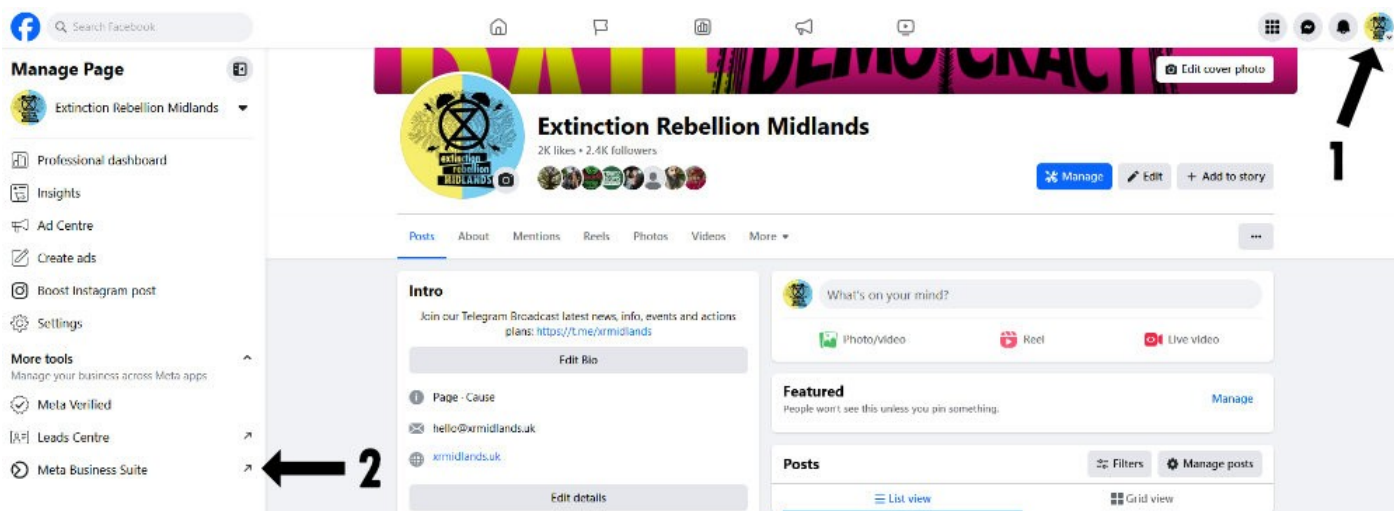 Search Facebook
Manage Page
Extinction Rebellion Midlands
Professional dashboard
Insights
Ad Centre
Create ads
Boost Instagram post
Settings
More tools
Manage your business across Meta apps
Meta Verified
Leads Centre
Meta Business Suite
2
DEMOCRACY
Edit cover photo
1
extinction
rebellion
MIDLANDS
Extinction Rebellion Midlands
2K likes • 2.4K followers
Manage
Edit
+ Add to story
Posts About Mentions Reels Photos Videos More
Intro
Join our Telegram Broadcast latest news, info, events and actions
plans: https://t.me/xrmidlands
Edit Bio
Page · Cause
hello@xrmidlands.uk
xrmidlands.uk
Edit details
What's on your mind?
Photo/video
Reel
Live video
Featured
Manage
People won't see this unless you pin something.
Posts
Filters
Manage posts
List view
Grid view